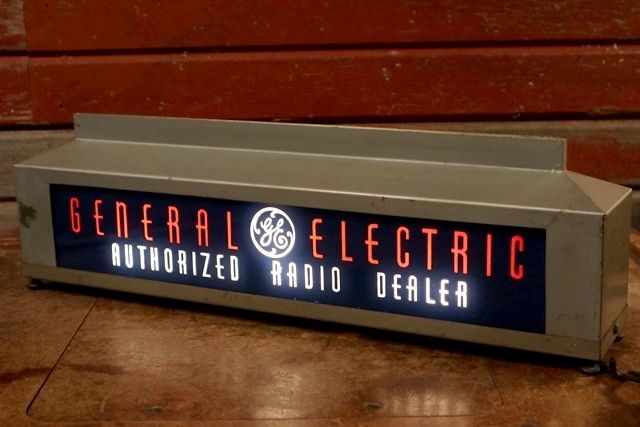 GENERAL GE ELECTRIC
AUTHORIZED RADIO DEALER